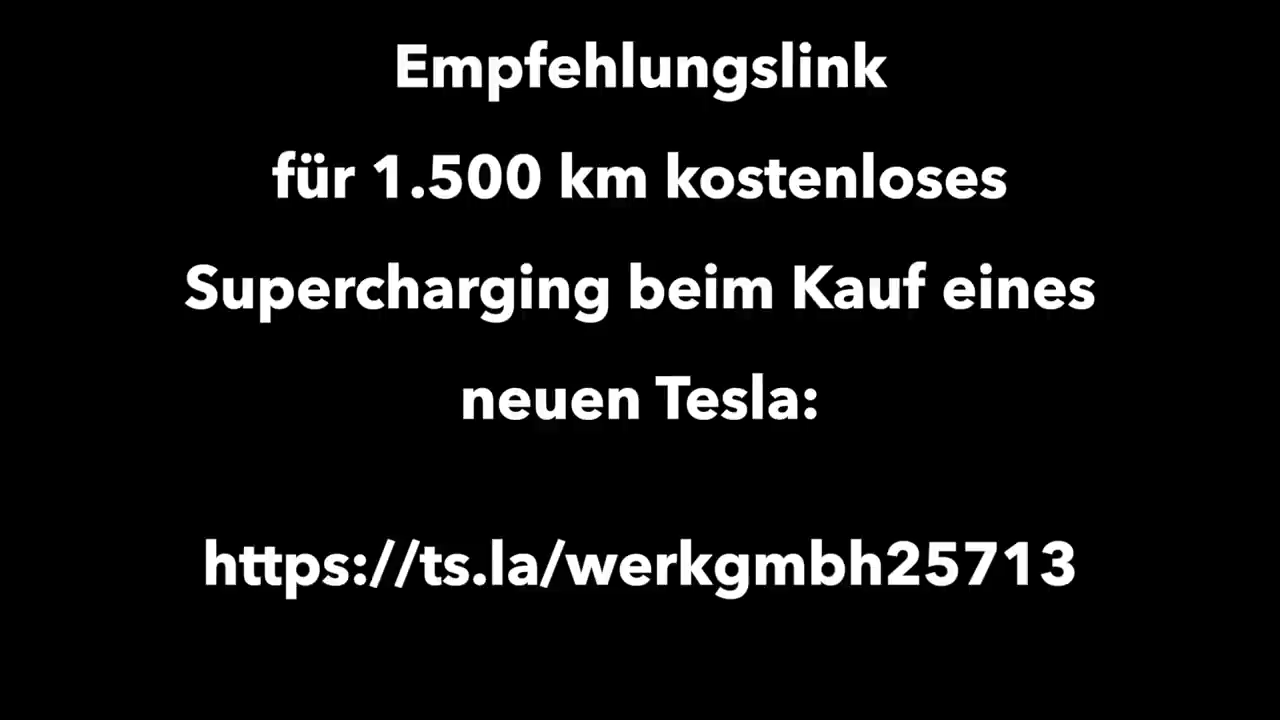 Empfehlungslink
für 1.500 km kostenloses
Supercharging beim Kauf eines
neuen Tesla:
https://ts.la/werkgmbh25713